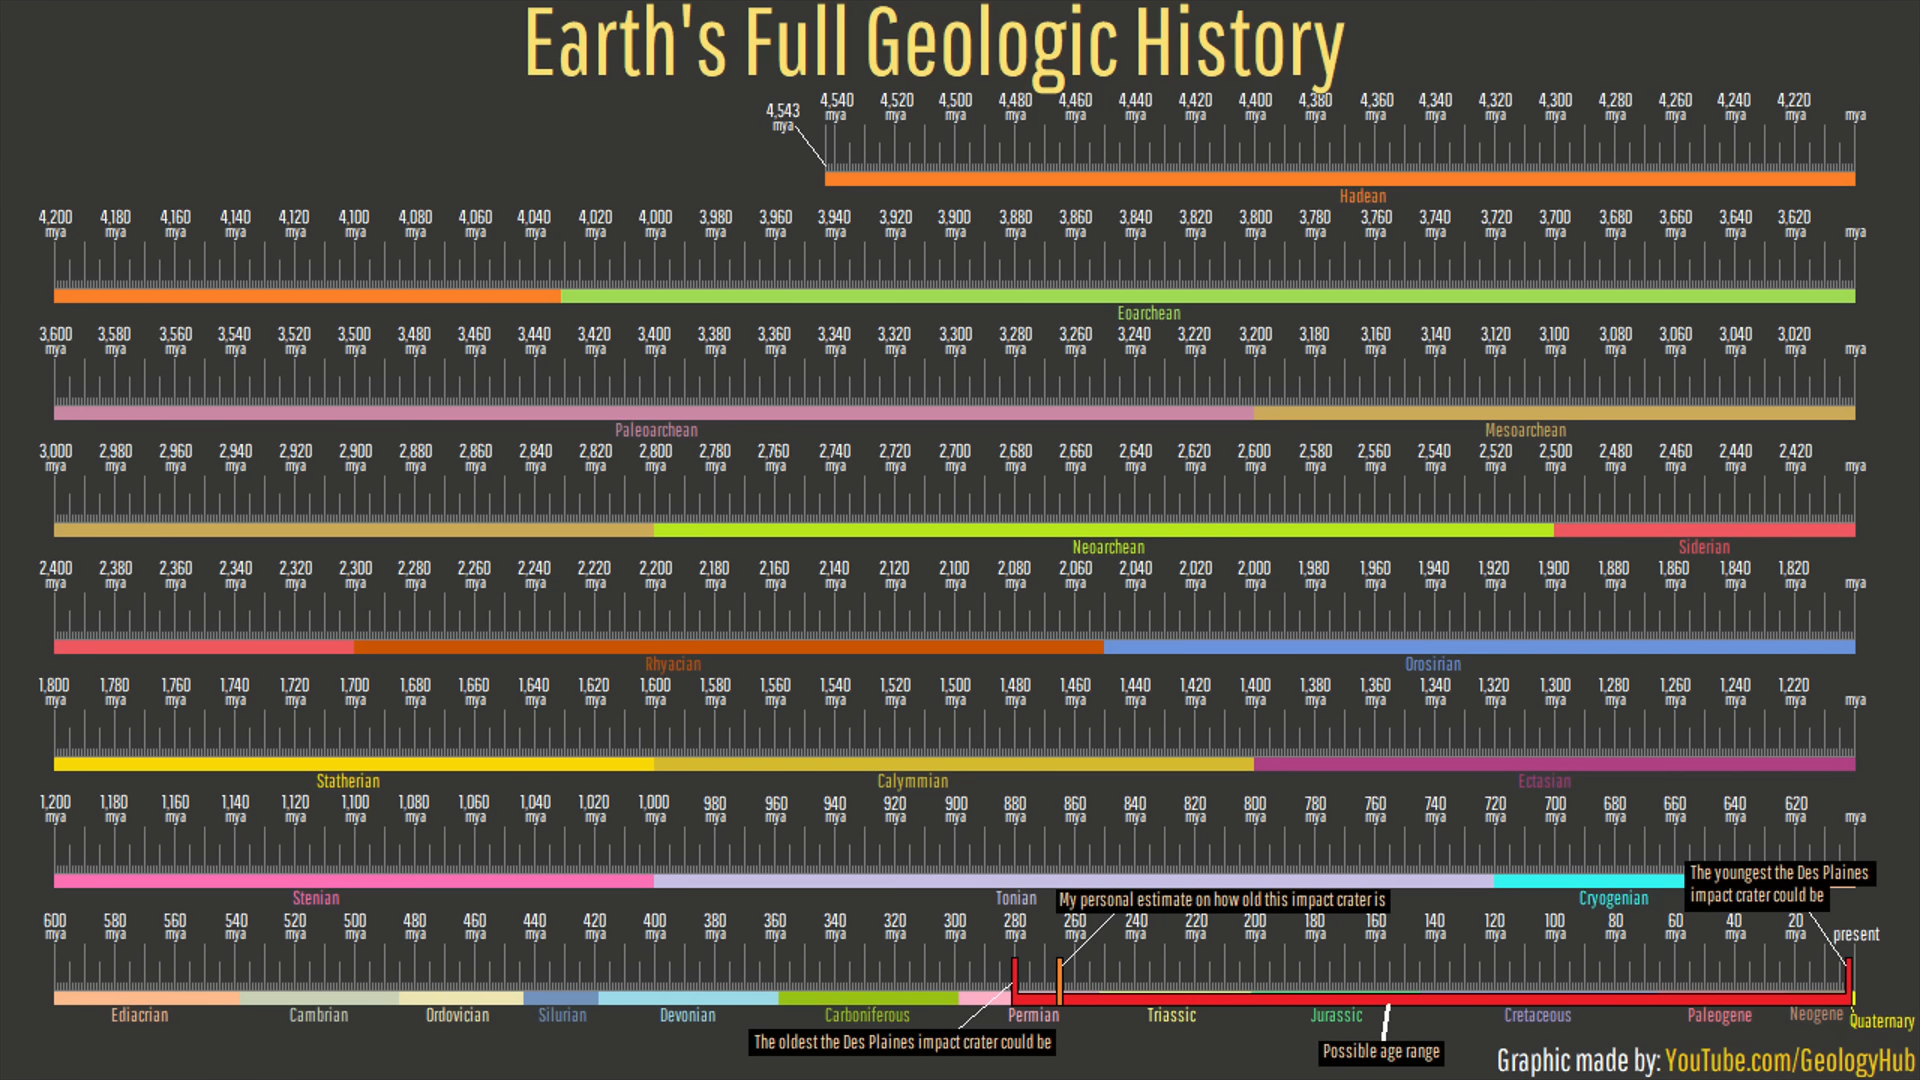 Earth's Full Geologic History
4,543 mya
4,540 mya 4,520 mya 4,500 mya 4,480 mya 4,460 mya 4,440 mya 4,420 mya 4,400 mya 4,380 mya 4,360 mya 4,340 mya 4,320 mya 4,300 mya 4,280 mya 4,260 mya 4,240 mya 4,220 mya mya
Hadean
4,200 mya 4,180 mya 4,160 mya 4,140 mya 4,120 mya 4,100 mya 4,080 mya 4,060 mya 4,040 mya 4,020 mya 4,000 mya 3,980 mya 3,960 mya 3,940 mya 3,920 mya 3,900 mya 3,880 mya 3,860 mya 3,840 mya 3,820 mya 3,800 mya 3,780 mya 3,760 mya 3,740 mya 3,720 mya 3,700 mya 3,680 mya 3,660 mya 3,640 mya 3,620 mya mya
Eoarchean
3,600 mya 3,580 mya 3,560 mya 3,540 mya 3,520 mya 3,500 mya 3,480 mya 3,460 mya 3,440 mya 3,420 mya 3,400 mya 3,380 mya 3,360 mya 3,340 mya 3,320 mya 3,300 mya 3,280 mya 3,260 mya 3,240 mya 3,220 mya 3,200 mya 3,180 mya 3,160 mya 3,140 mya 3,120 mya 3,100 mya 3,080 mya 3,060 mya 3,040 mya 3,020 mya mya
Paleoarchean Mesoarchean
3,000 mya 2,980 mya 2,960 mya 2,940 mya 2,920 mya 2,900 mya 2,880 mya 2,860 mya 2,840 mya 2,820 mya 2,800 mya 2,780 mya 2,760 mya 2,740 mya 2,720 mya 2,700 mya 2,680 mya 2,660 mya 2,640 mya 2,620 mya 2,600 mya 2,580 mya 2,560 mya 2,540 mya 2,520 mya 2,500 mya 2,480 mya 2,460 mya 2,440 mya 2,420 mya mya
Neoarchean Siderian
2,400 mya 2,380 mya 2,360 mya 2,340 mya 2,320 mya 2,300 mya 2,280 mya 2,260 mya 2,240 mya 2,220 mya 2,200 mya 2,180 mya 2,160 mya 2,140 mya 2,120 mya 2,100 mya 2,080 mya 2,060 mya 2,040 mya 2,020 mya 2,000 mya 1,980 mya 1,960 mya 1,940 mya 1,920 mya 1,900 mya 1,880 mya 1,860 mya 1,840 mya 1,820 mya mya
Rhyacian Orosirian
1,800 mya 1,780 mya 1,760 mya 1,740 mya 1,720 mya 1,700 mya 1,680 mya 1,660 mya 1,640 mya 1,620 mya 1,600 mya 1,580 mya 1,560 mya 1,540 mya 1,520 mya 1,500 mya 1,480 mya 1,460 mya 1,440 mya 1,420 mya 1,400 mya 1,380 mya 1,360 mya 1,340 mya 1,320 mya 1,300 mya 1,280 mya 1,260 mya 1,240 mya 1,220 mya mya
Statherian Calymmian Ectasian
1,200 mya 1,180 mya 1,160 mya 1,140 mya 1,120 mya 1,100 mya 1,080 mya 1,060 mya 1,040 mya 1,020 mya 1,000 mya 980 mya 960 mya 940 mya 920 mya 900 mya 880 mya 860 mya 840 mya 820 mya 800 mya 780 mya 760 mya 740 mya 720 mya 700 mya 680 mya 660 mya 640 mya 620 mya mya
Stenian Tonian Cryogenian
My personal estimate on how old this impact crater is
The youngest the Des Plaines
impact crater could be
600 mya 580 mya 560 mya 540 mya 520 mya 500 mya 480 mya 460 mya 440 mya 420 mya 400 mya 380 mya 360 mya 340 mya 320 mya 300 mya 280 mya 260 mya 240 mya 220 mya 200 mya 180 mya 160 mya 140 mya 120 mya 100 mya 80 mya 60 mya 40 mya 20 mya present
Ediacrian Cambrian Ordovician Silurian Devonian Carboniferous Permian Triassic Jurassic Cretaceous Paleogene Neogene Quaternary
The oldest the Des Plaines impact crater could be
Possible age range
Graphic made by: YouTube.com/GeologyHub